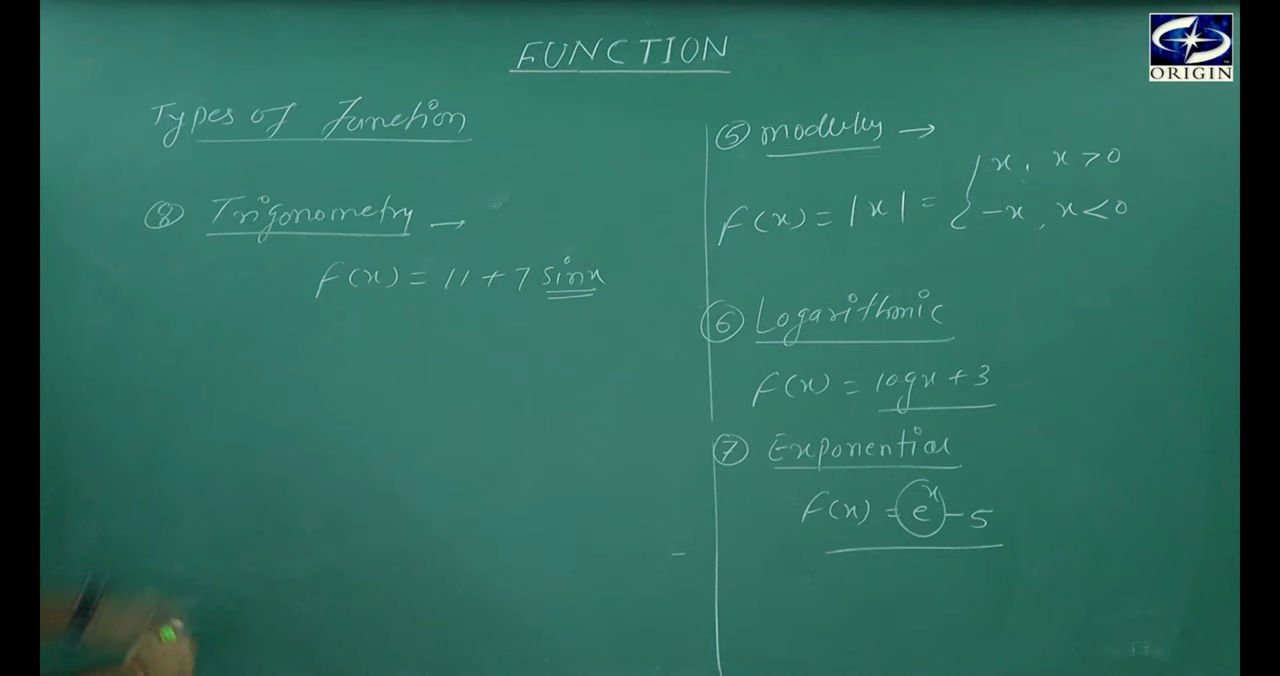 FUNCTION
ORIGIN
Types of Function
⑧ Trigonometry →
f(x) = 11 + 7 sinx
⑤ modulus →
f(x) = |x| = { x, x > 0
-x, x < 0
⑥ Logarithmic
f(x) = logx + 3
⑦ Exponential
f(x) = eˣ - 5